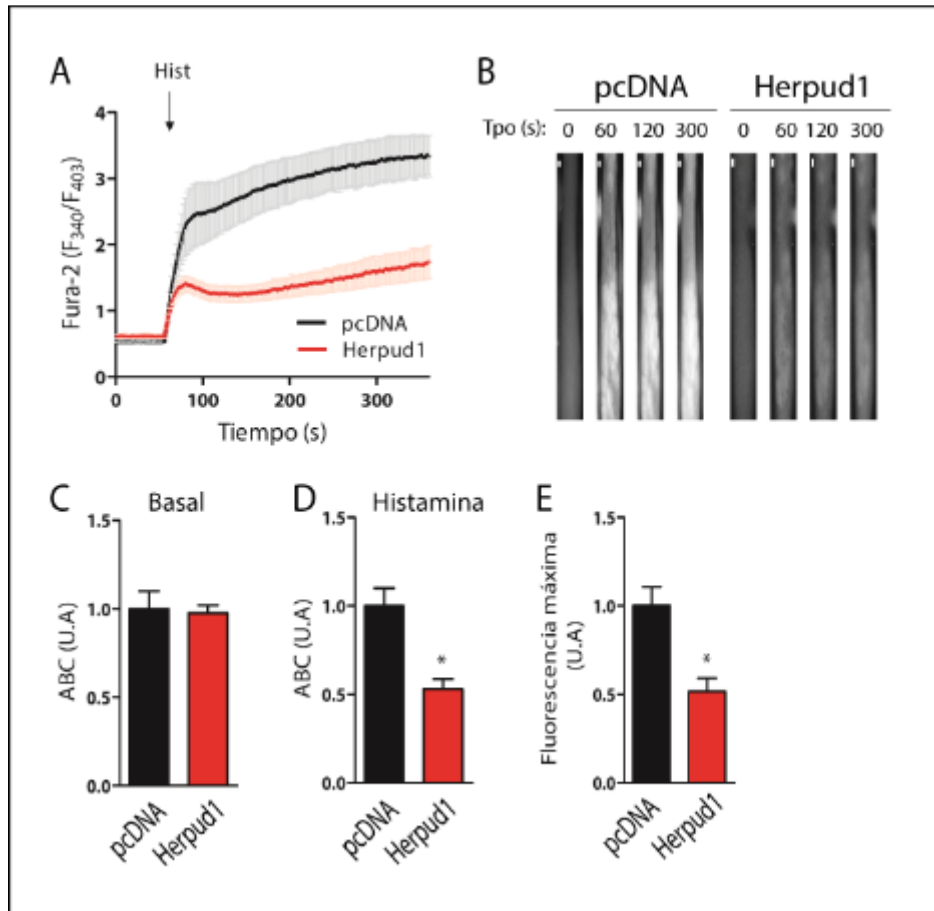 A
Hist
Fura-2 (F340/F403)
4
3
2
1
0
pcDNA
Herpud1
0
100
200
300
Tiempo (s)
B
pcDNA
Herpud1
Tpo (s):
0
60
120
300
0
60
120
300
C
Basal
ABC (U.A)
1.5
1.0
0.5
0.0
pcDNA
Herpud1
D
Histamina
ABC (U.A)
1.5
1.0
0.5
0.0
*
pcDNA
Herpud1
E
Fluorescencia máxima
(U.A)
1.5
1.0
0.5
0.0
*
pcDNA
Herpud1